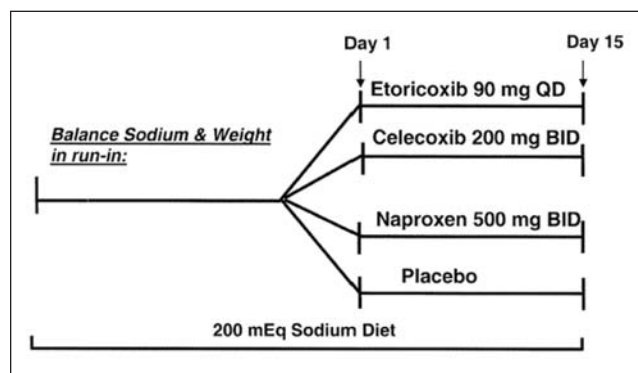 Day 1
Day 15
Etoricoxib 90 mg QD
Balance Sodium & Weight
in run-in:
Celecoxib 200 mg BID
Naproxen 500 mg BID
Placebo
200 mEq Sodium Diet